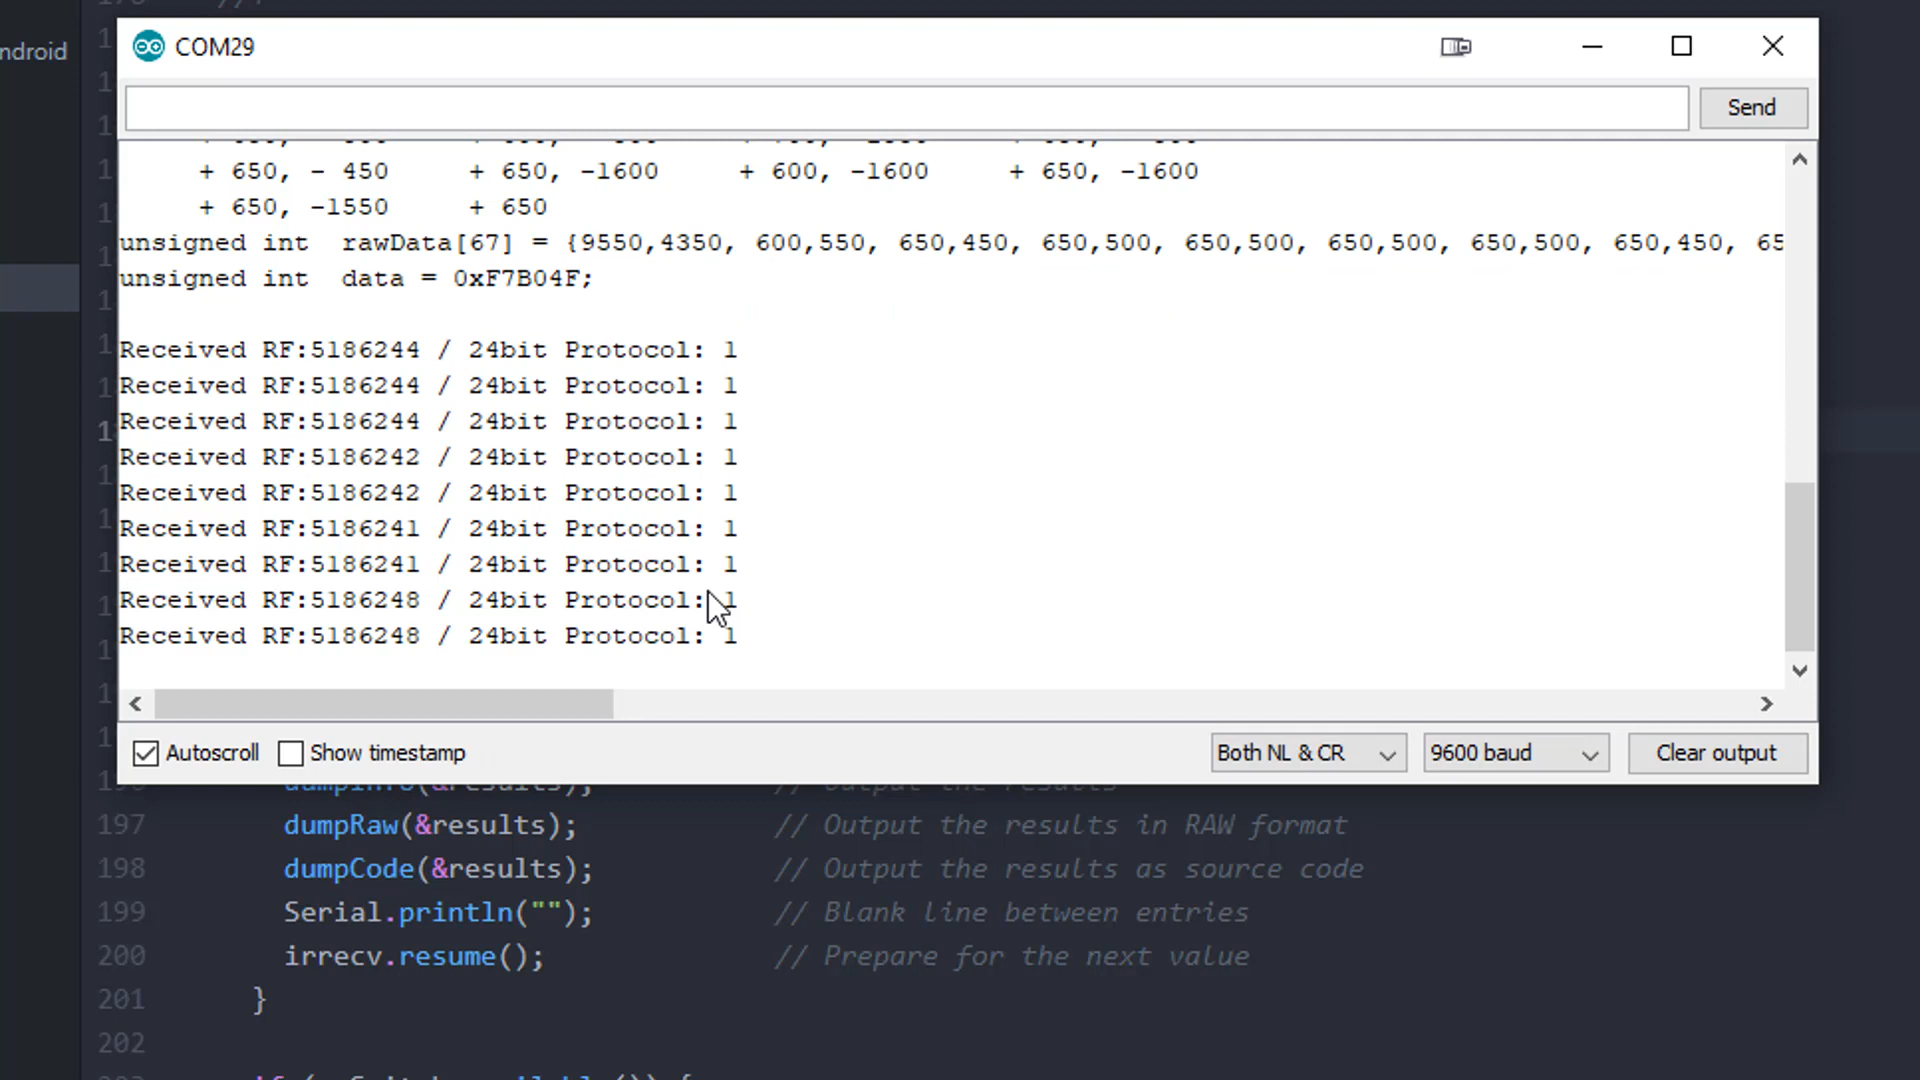 ndroid
COM29
Send
+ 650, - 450 + 650, -1600 + 600, -1600 + 650, -1600
+ 650, -1550 + 650
unsigned int rawData[67] = {9550,4350, 600,550, 650,450, 650,500, 650,500, 650,500, 650,500, 650,450, 65
unsigned int data = 0xF7B04F;
Received RF:5186244 / 24bit Protocol: 1
Received RF:5186244 / 24bit Protocol: 1
Received RF:5186244 / 24bit Protocol: 1
Received RF:5186242 / 24bit Protocol: 1
Received RF:5186242 / 24bit Protocol: 1
Received RF:5186241 / 24bit Protocol: 1
Received RF:5186241 / 24bit Protocol: 1
Received RF:5186248 / 24bit Protocol: 1
Received RF:5186248 / 24bit Protocol: 1
Autoscroll Show timestamp Both NL & CR 9600 baud Clear output
197 dumpRaw(&results); // Output the results in RAW format
198 dumpCode(&results); // Output the results as source code
199 Serial.println(""); // Blank line between entries
200 irrecv.resume(); // Prepare for the next value
201 }
202